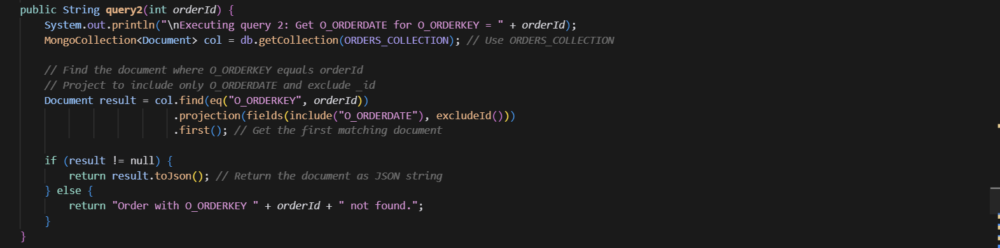 public String query2(int orderId) {
System.out.println("\nExecuting query 2: Get O_ORDERDATE for O_ORDERKEY = " + orderId);
MongoCollection<Document> col = db.getCollection(ORDERS_COLLECTION); // Use ORDERS_COLLECTION
// Find the document where O_ORDERKEY equals orderId
// Project to include only O_ORDERDATE and exclude _id
Document result = col.find(eq("O_ORDERKEY", orderId))
.projection(fields(include("O_ORDERDATE"), excludeId()))
.first(); // Get the first matching document
if (result != null) {
return result.toJson(); // Return the document as JSON string
} else {
return "Order with O_ORDERKEY " + orderId + " not found.";
}
}